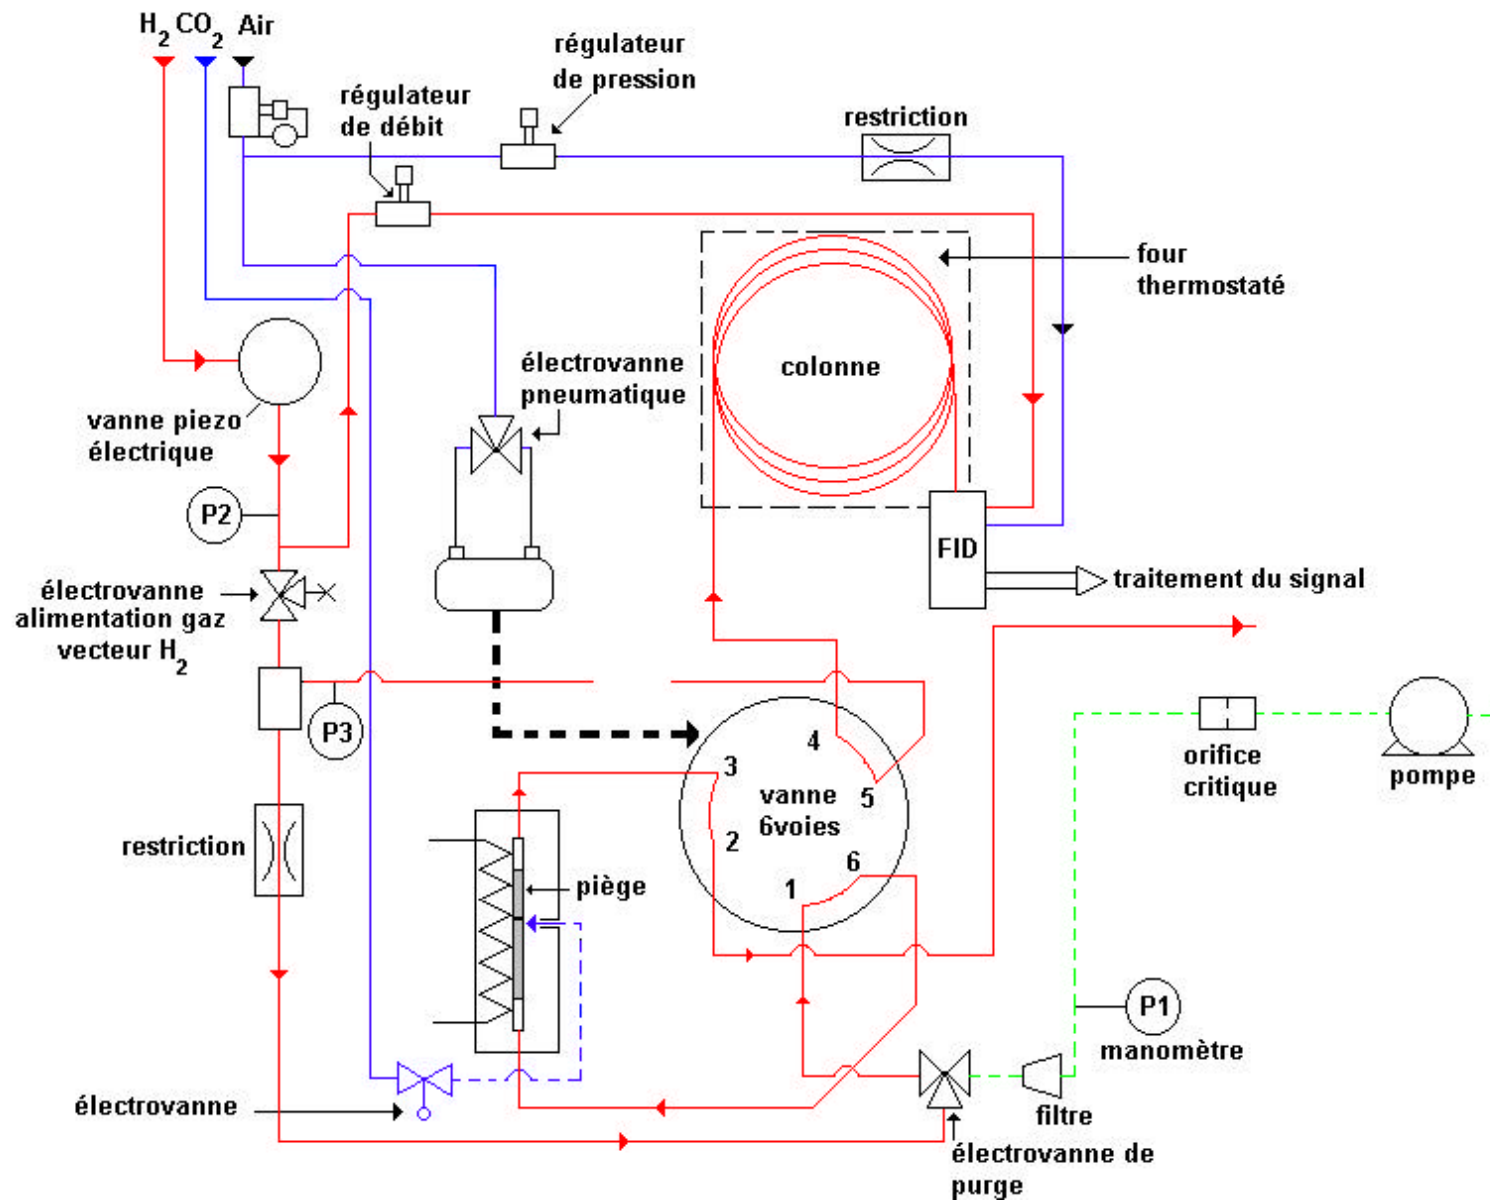 H2 CO2 Air
régulateur
de pression
régulateur
de débit
restriction
four
thermostaté
électrovanne
pneumatique
colonne
vanne piezo
électrique
P2
FID
traitement du signal
électrovanne
alimentation gaz
vecteur H2
P3
4
3
vanne
6voies
5
2
6
1
orifice
critique
pompe
restriction
piège
P1
manomètre
électrovanne
filtre
électrovanne de
purge